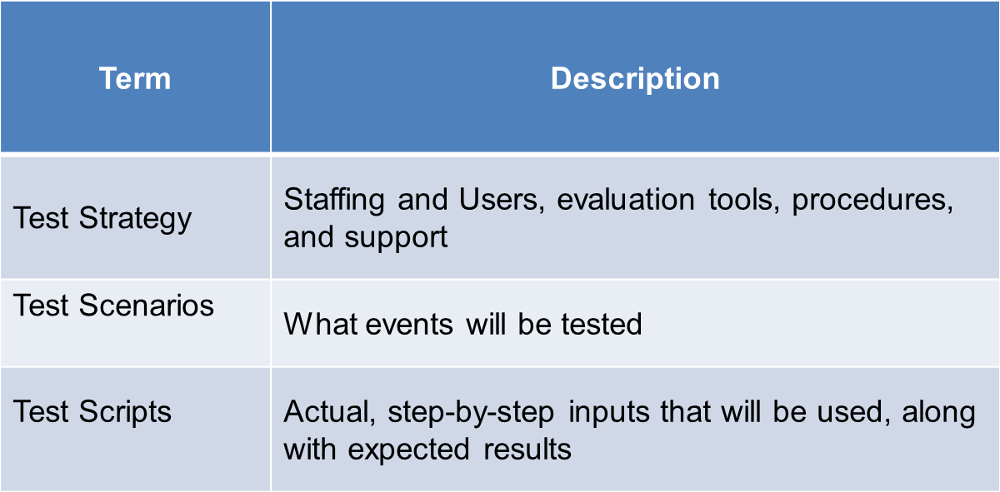 Term
Description
Test Strategy
Staffing and Users, evaluation tools, procedures,
and support
Test Scenarios
What events will be tested
Test Scripts
Actual, step-by-step inputs that will be used, along
with expected results